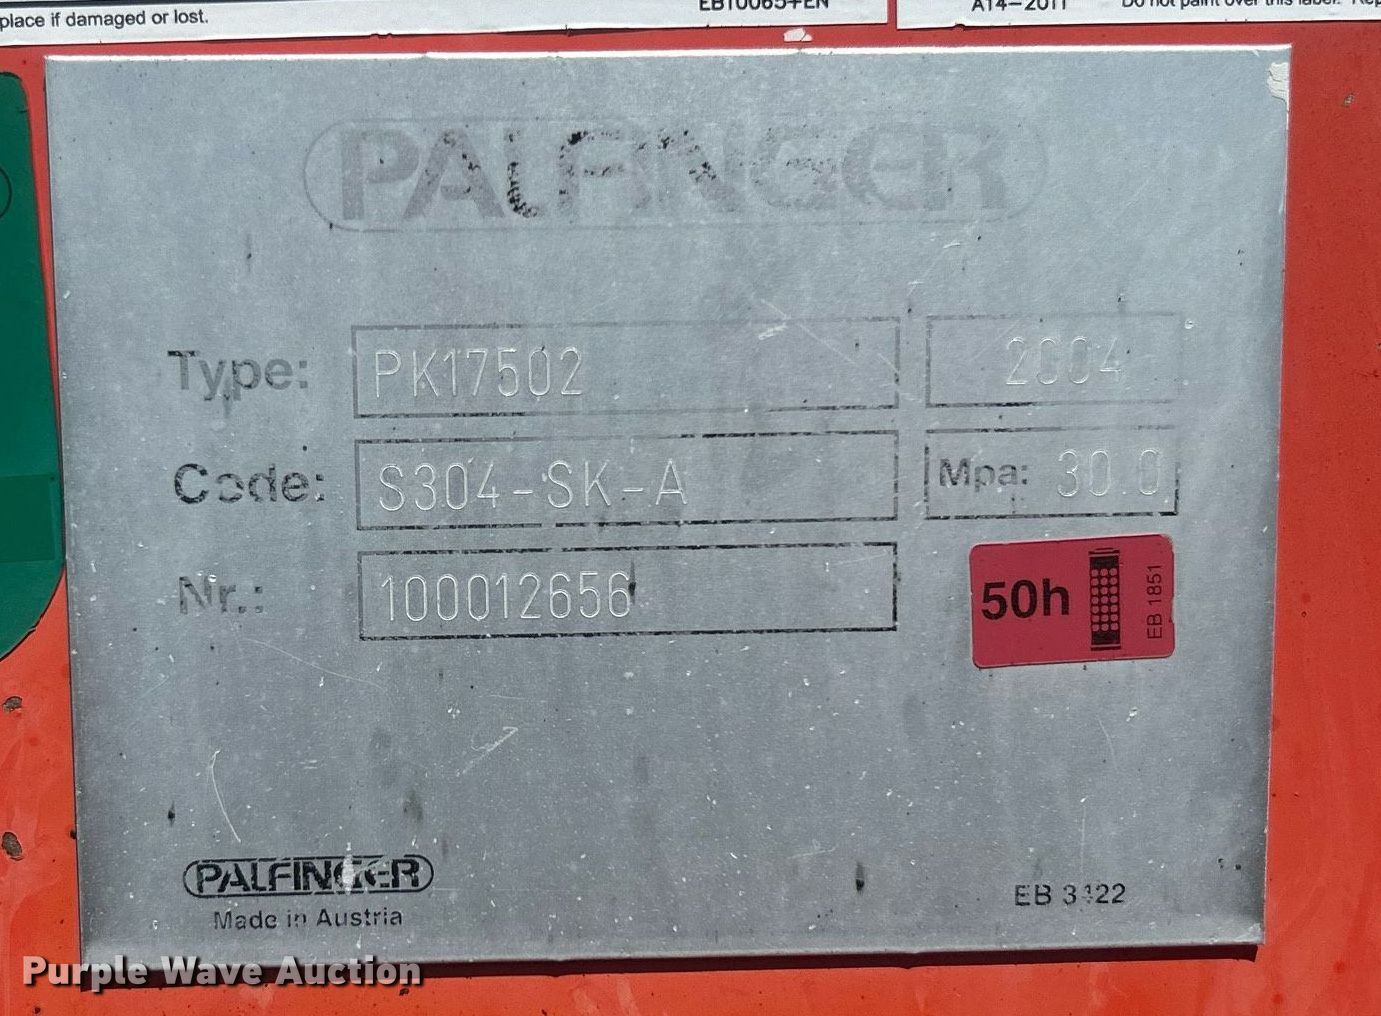 place if damaged or lost.
PALFINGER
Type: PK17502 2004
Code: S304-SK-A Mpa: 30.0
Nr.: 100012656
50h
EB 1851
PALFINGER
Made in Austria
EB 3422
Purple Wave Auction